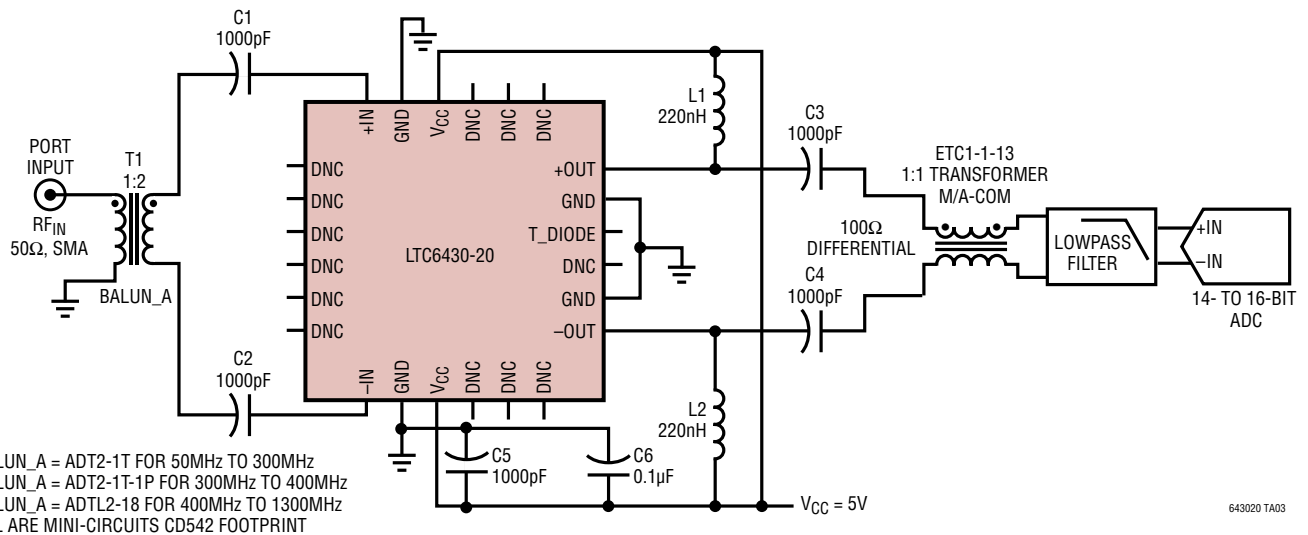 C1
1000pF
+IN
GND
VCC
DNC
DNC
DNC
L1
220nH
C3
1000pF
PORT
INPUT
T1
1:2
RFIN
50Ω, SMA
BALUN_A
DNC
DNC
DNC
DNC
DNC
DNC
LTC6430-20
+OUT
GND
T_DIODE
DNC
GND
–OUT
ETC1-1-13
1:1 TRANSFORMER
M/A-COM
100Ω
DIFFERENTIAL
LOWPASS
FILTER
+IN
–IN
14- TO 16-BIT
ADC
C4
1000pF
C2
1000pF
–IN
GND
VCC
DNC
DNC
DNC
L2
220nH
C5
1000pF
C6
0.1µF
VCC = 5V
LUN_A = ADT2-1T FOR 50MHz TO 300MHz
LUN_A = ADT2-1T-1P FOR 300MHz TO 400MHz
LUN_A = ADTL2-18 FOR 400MHz TO 1300MHz
L ARE MINI-CIRCUITS CD542 FOOTPRINT
643020 TA03